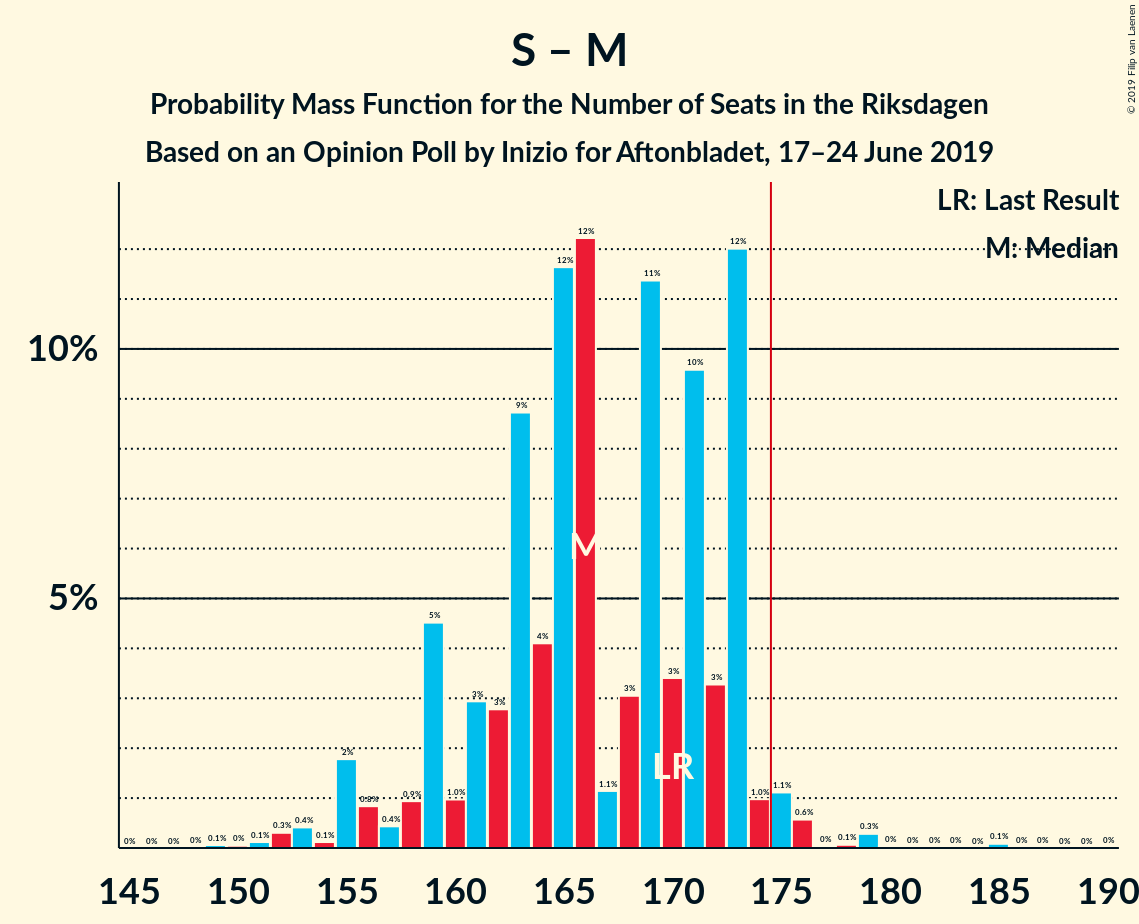 S – M
Probability Mass Function for the Number of Seats in the Riksdagen
Based on an Opinion Poll by Inizio for Aftonbladet, 17–24 June 2019
© 2019 Filip van Laenen
LR: Last Result
M: Median
10%
5%
0% 0% 0% 0% 0.1% 0% 0.1% 0.3% 0.4% 0.1% 2% 0.8% 0.4% 0.9% 5% 1.0% 3% 3% 9% 4% 12% 12% 1.1% 3% 11% 3% 10% 3% 12% 1.0% 1.1% 0.6% 0% 0.1% 0.3% 0% 0% 0% 0% 0% 0.1% 0% 0% 0% 0% 0%
M
LR
145 150 155 160 165 170 175 180 185 190